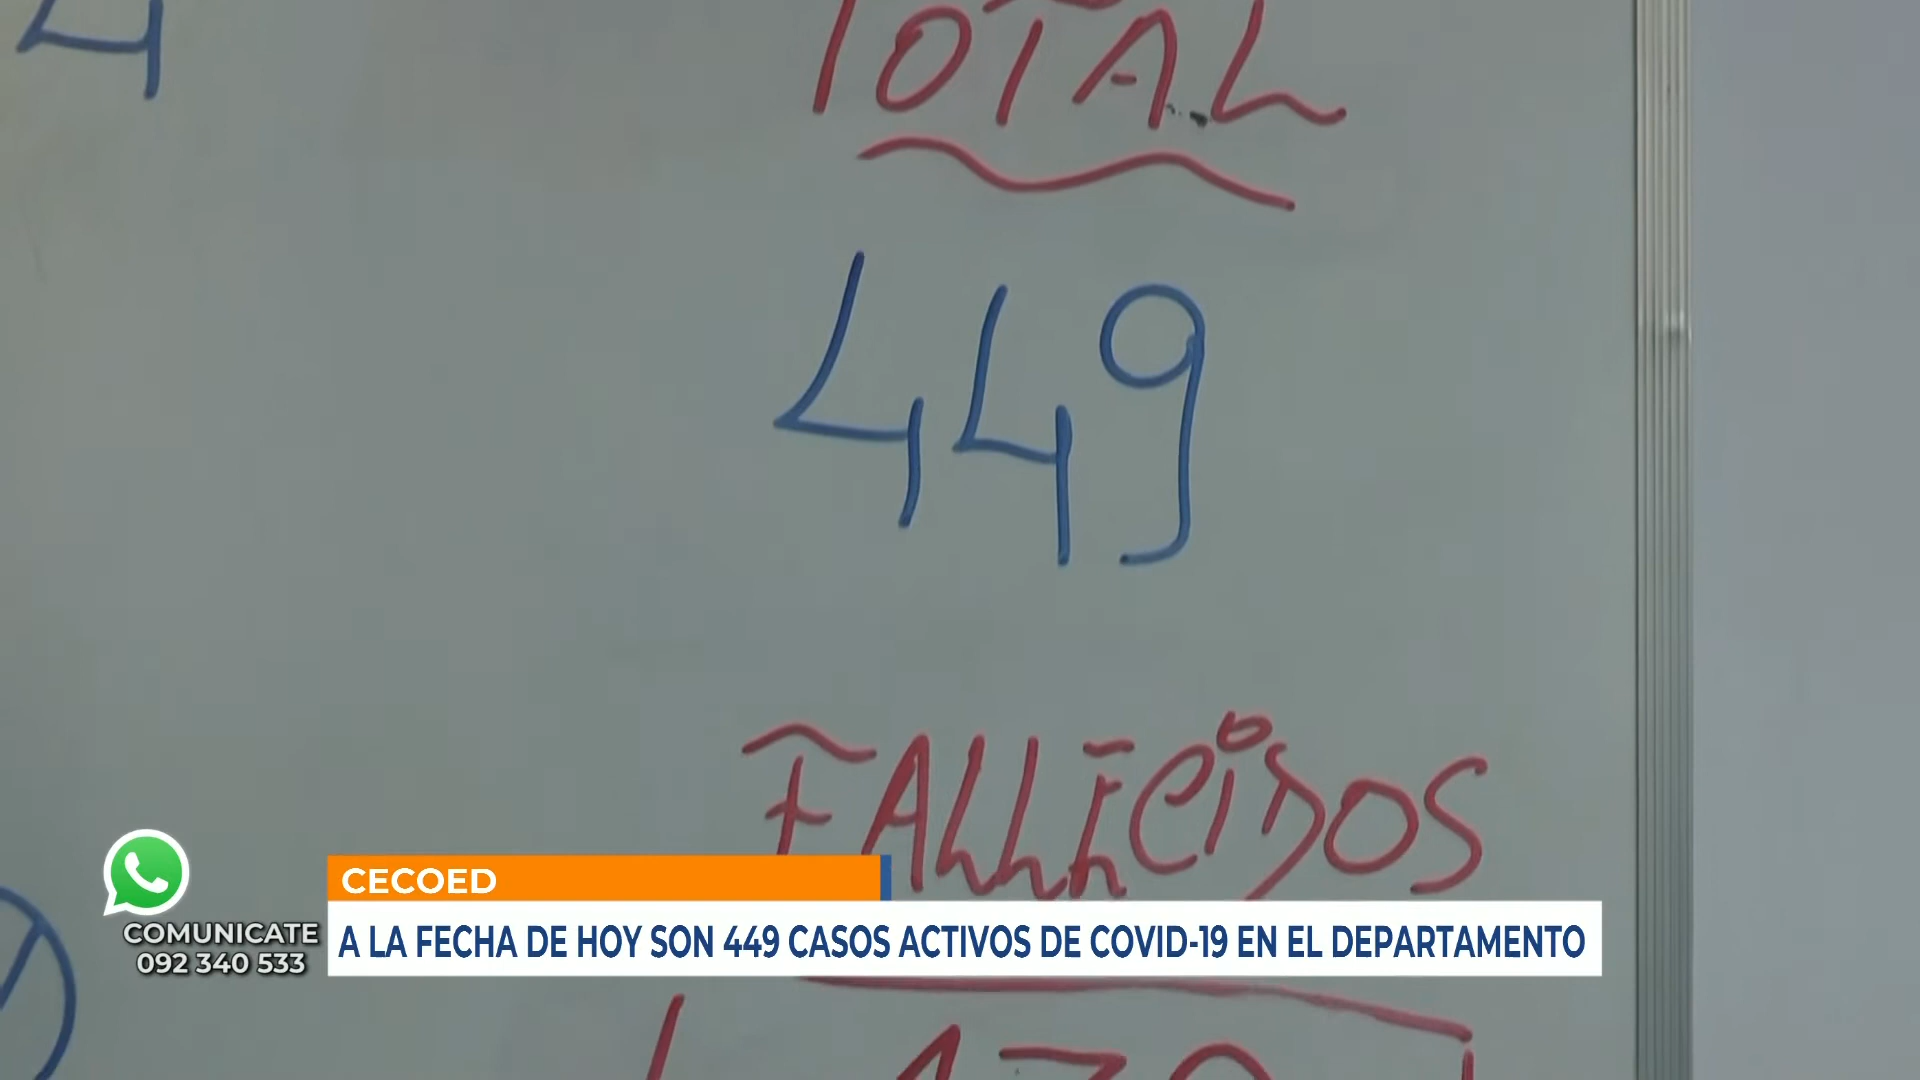 4
TOTAL
449
FALLECIDOS
CECOED
A LA FECHA DE HOY SON 449 CASOS ACTIVOS DE COVID-19 EN EL DEPARTAMENTO
COMUNICATE
092 340 533